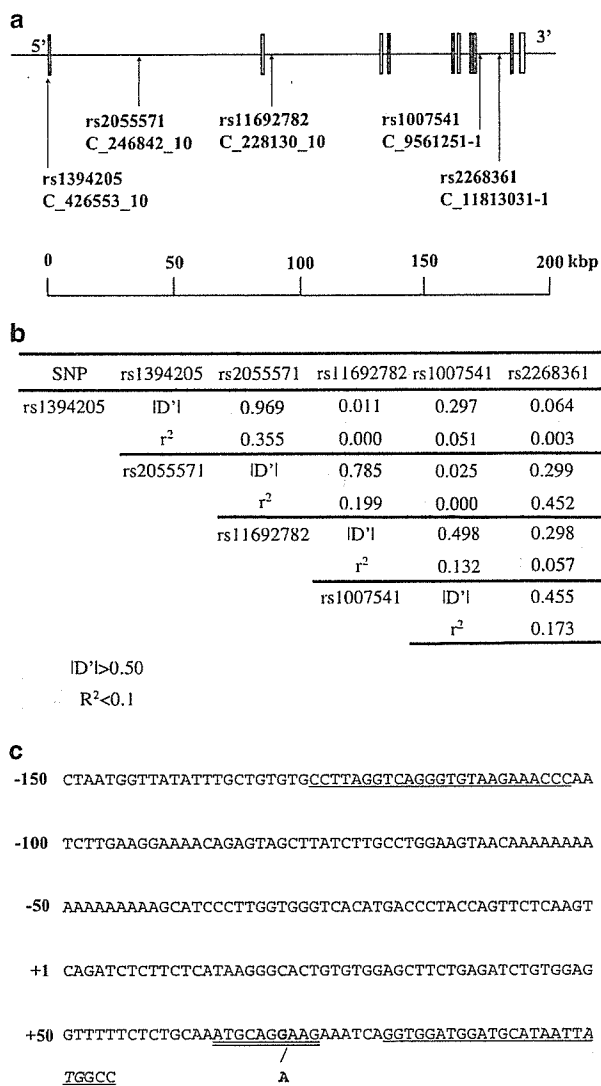 a
5' 3'
rs2055571 rs11692782 rs1007541
C_246842_10 C_228130_10 C_9561251-1
rs1394205 rs2268361
C_426553_10 C_11813031-1
0 50 100 150 200 kbp
b
SNP rs1394205 rs2055571 rs11692782 rs1007541 rs2268361
rs1394205 |D'| 0.969 0.011 0.297 0.064
r² 0.355 0.000 0.051 0.003
rs2055571 |D'| 0.785 0.025 0.299
r² 0.199 0.000 0.452
rs11692782 |D'| 0.498 0.298
r² 0.132 0.057
rs1007541 |D'| 0.455
r² 0.173
|D'|>0.50
R²<0.1
c
-150 CTAATGGTTATATTTGCTGTGTGCCTTAGGTCAGGGTGTAAGAAACCCAA
-100 TCTTGAAGGAAAACAGAGTAGCTTATCTTGCCTGGAAGTAACAAAAAAAA
-50 AAAAAAAAAGCATCCCTTGGTGGGTCACATGACCCTACCAGTTCTCAAGT
+1 CAGATCTCTTCTCATAAGGGCACTGTGTGGAGCTTCTGAGATCTGTGGAG
+50 GTTTTTCTCTGCAAATGCAGGAAGAAATCAGGTGGATGGATGCATAATTA
TGGCC A